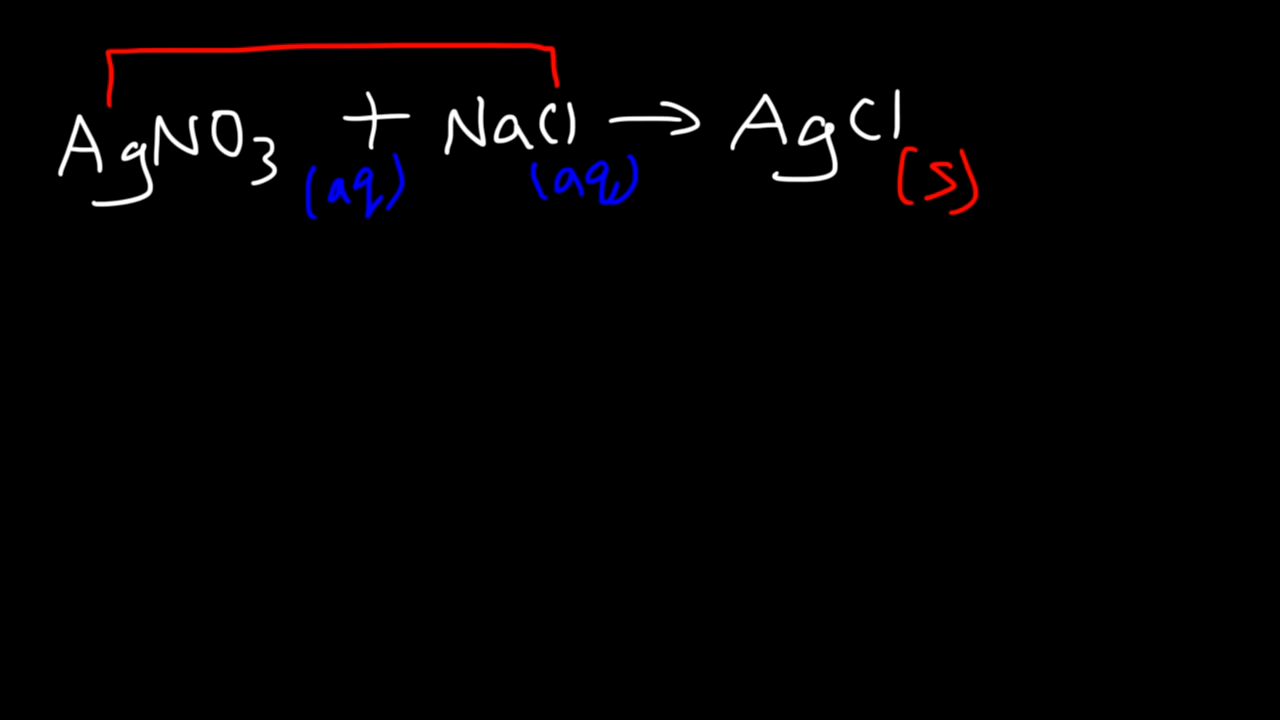 AgNO₃ (aq) + NaCl (aq) → AgCl (s)